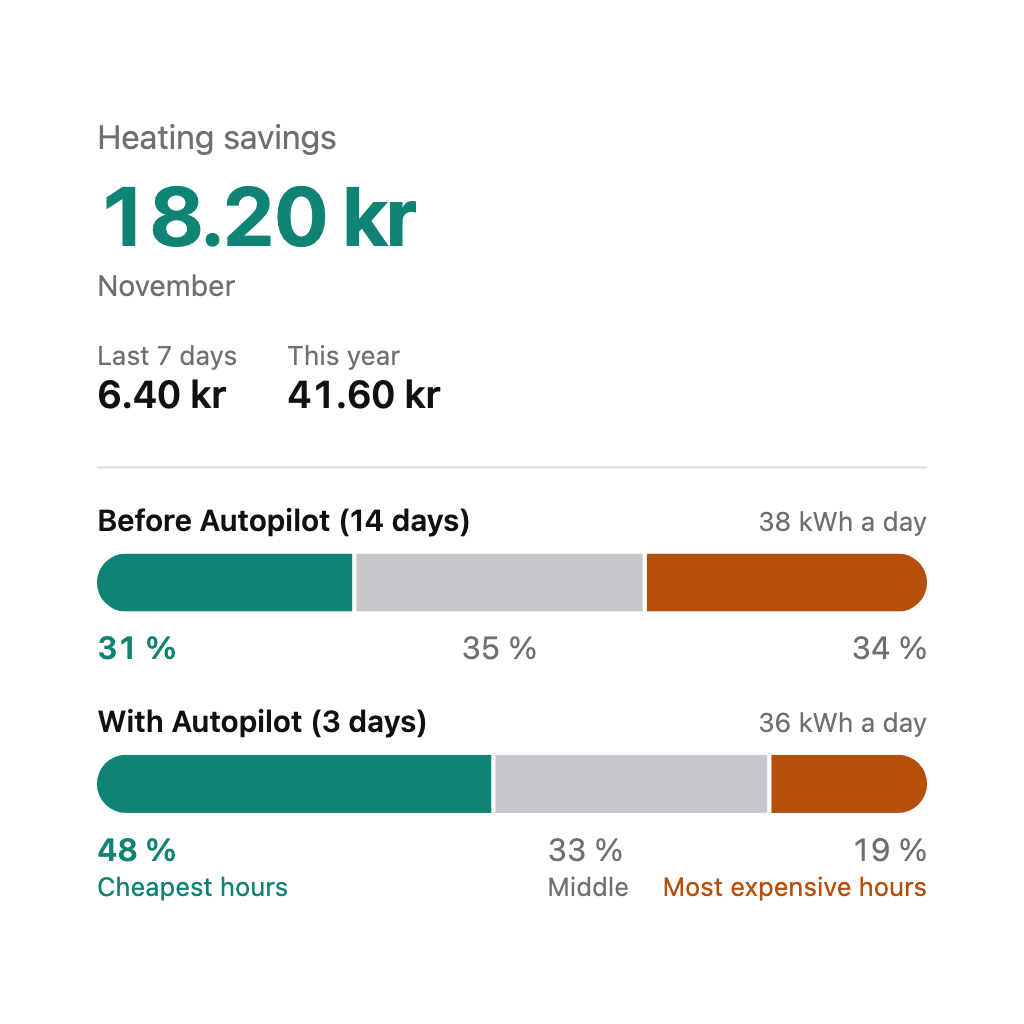 Heating savings
18.20 kr
November
Last 7 days This year
6.40 kr 41.60 kr
Before Autopilot (14 days) 38 kWh a day
31 % 35 % 34 %
With Autopilot (3 days) 36 kWh a day
48 % 33 % 19 %
Cheapest hours Middle Most expensive hours